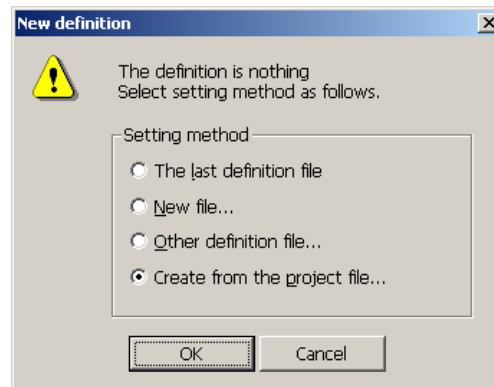 New definition
The definition is nothing
Select setting method as follows.
Setting method
The last definition file
New file...
Other definition file...
Create from the project file...
OK Cancel